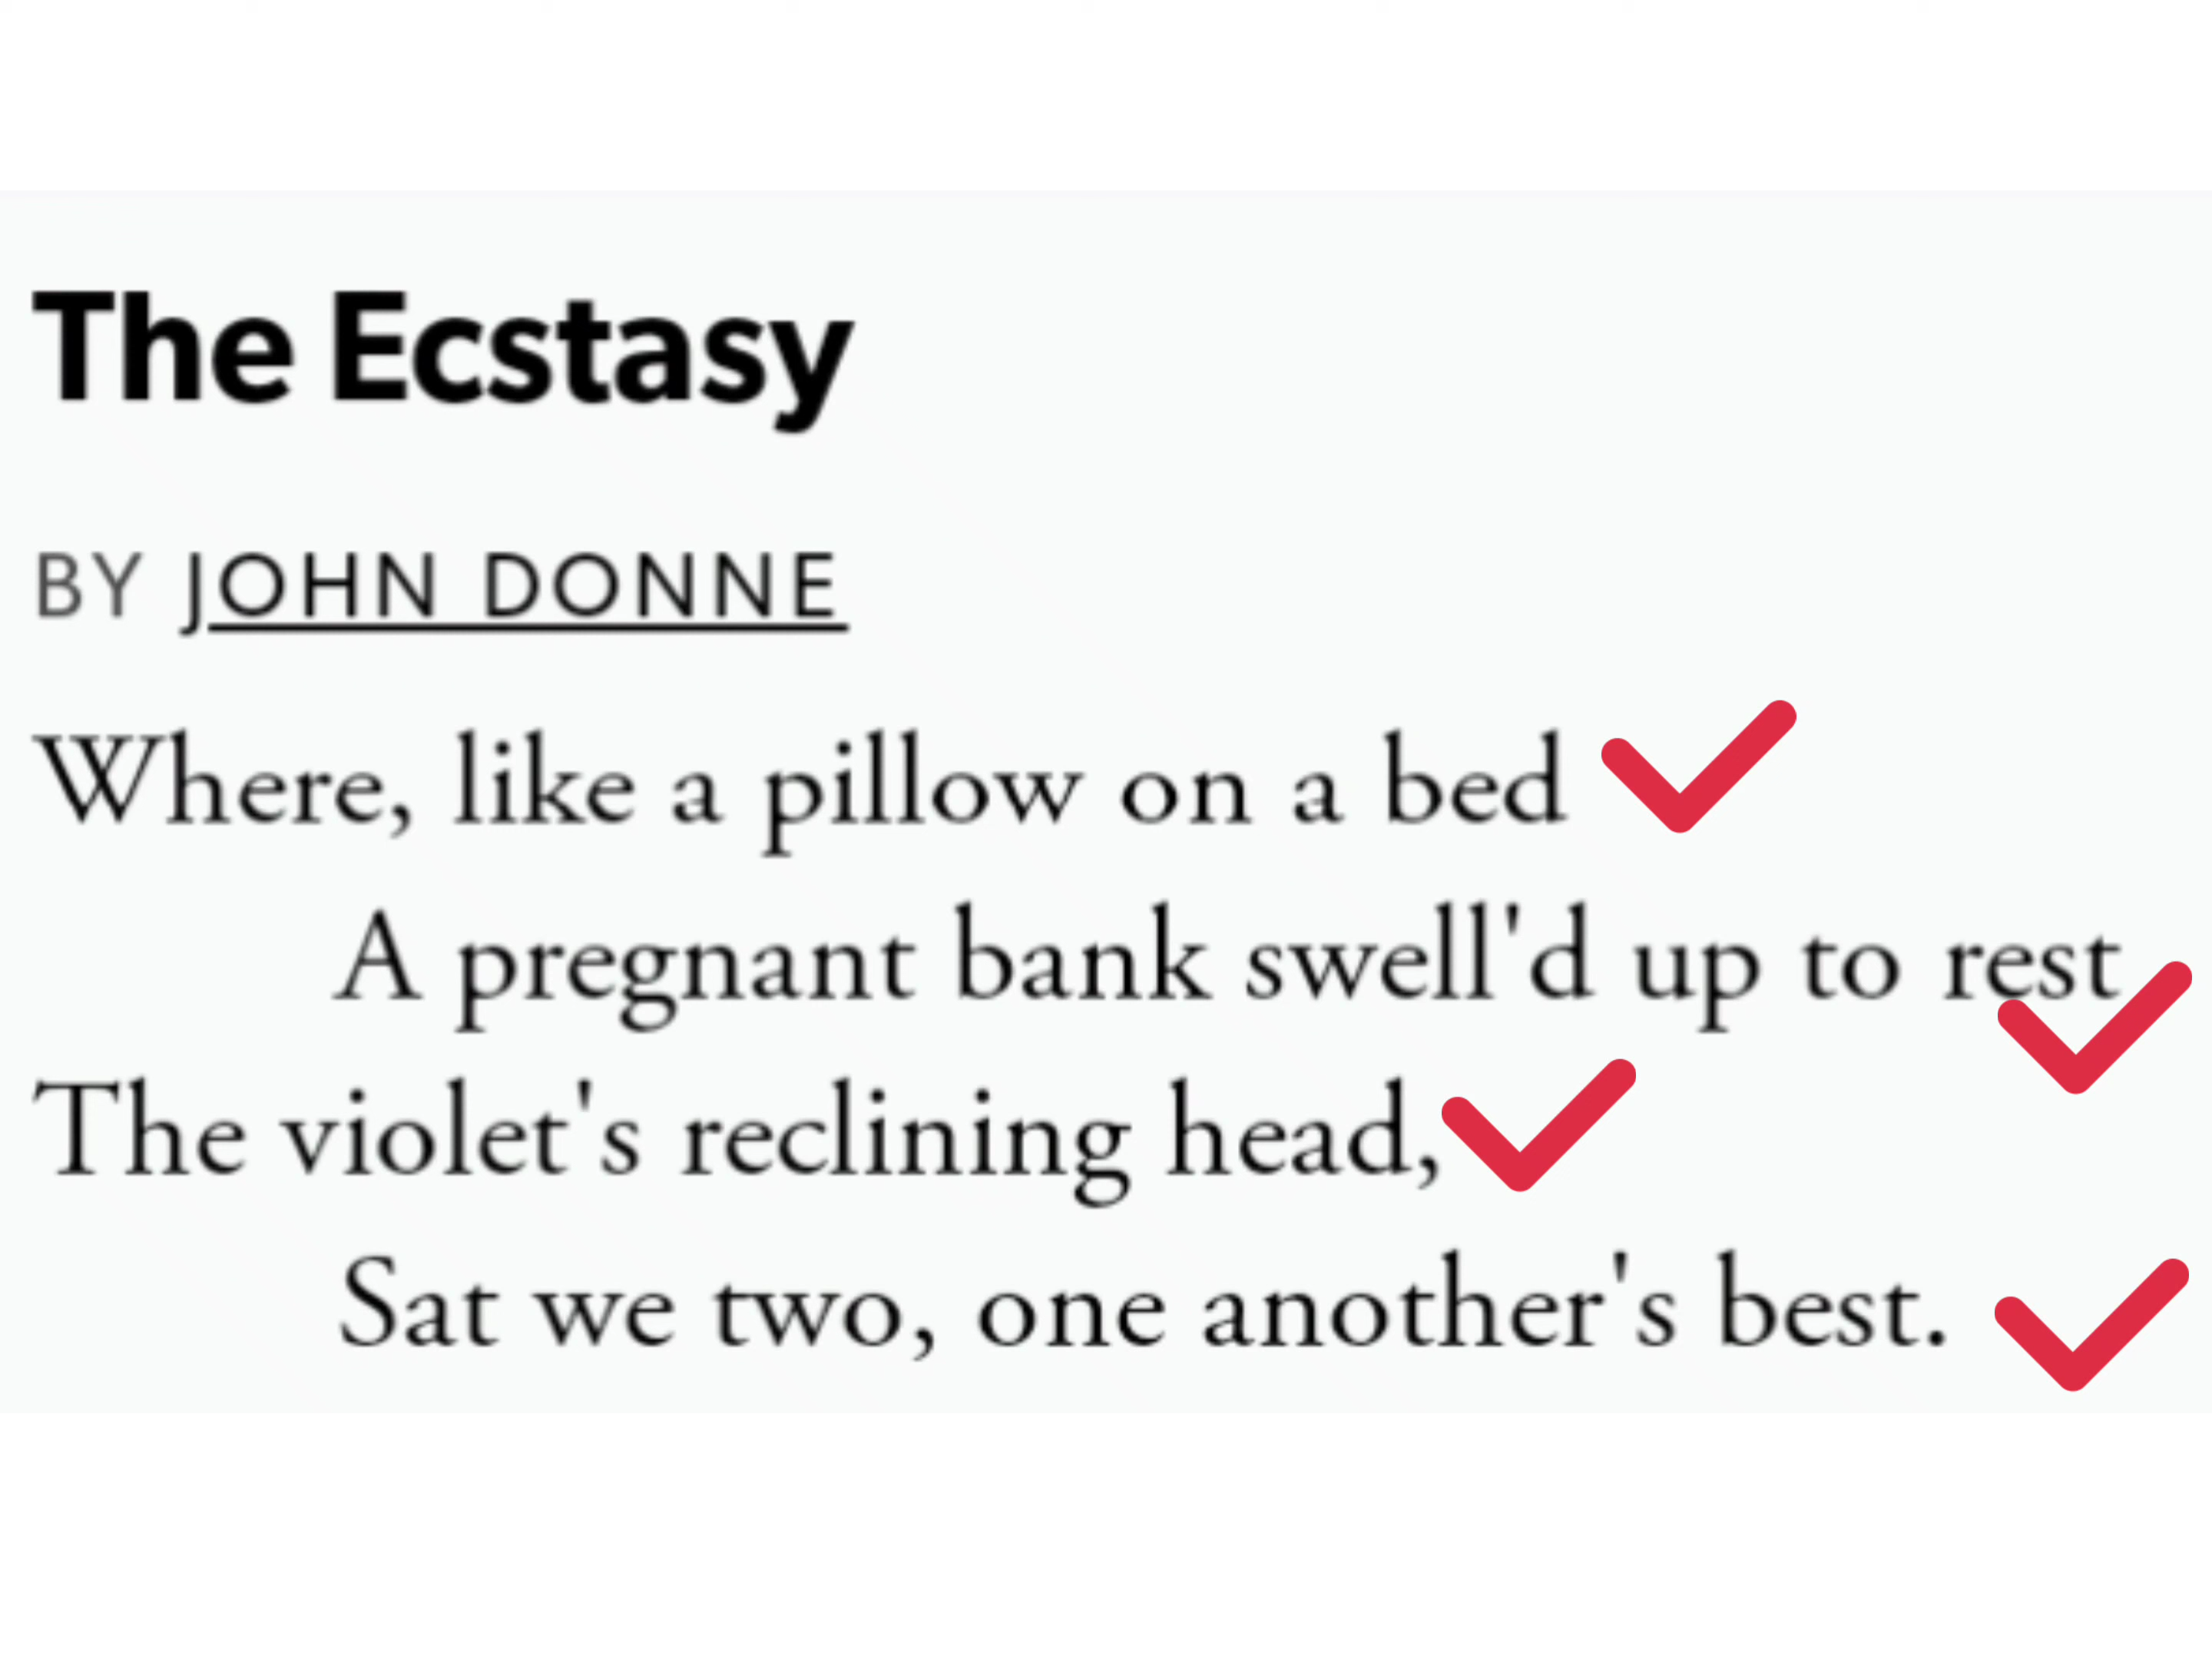 The Ecstasy
BY JOHN DONNE
Where, like a pillow on a bed
A pregnant bank swell'd up to rest
The violet's reclining head,
Sat we two, one another's best.